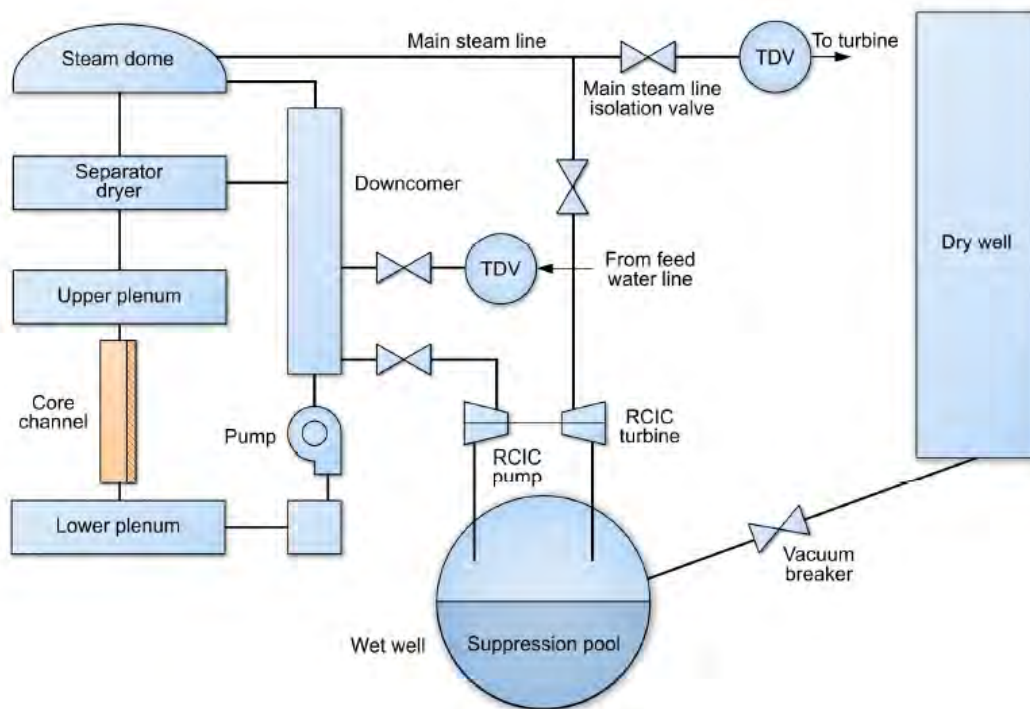 Main steam line
To turbine
Steam dome
TDV
Main steam line
isolation valve
Separator
dryer
Downcomer
Dry well
From feed
water line
TDV
Upper plenum
Core
channel
RCIC
turbine
Pump
RCIC
pump
Lower plenum
Vacuum
breaker
Wet well
Suppression pool